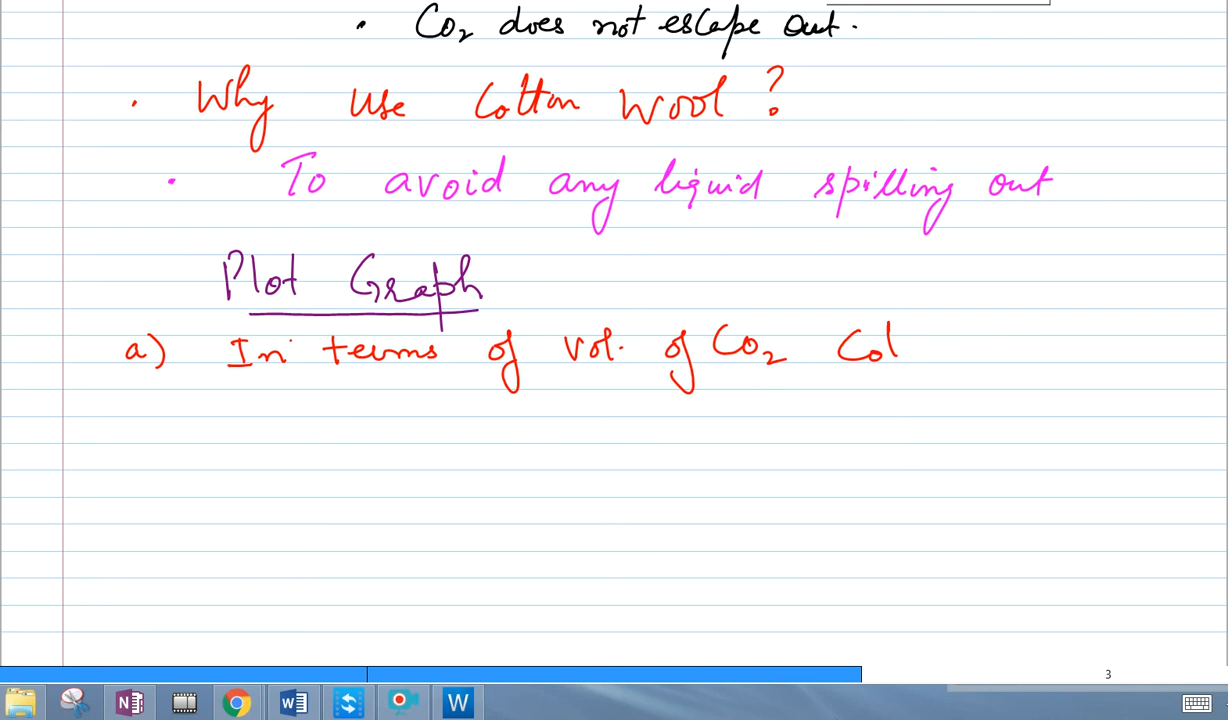 • CO₂ does not escape out.
• Why use Cotton Wool?
• To avoid any liquid spilling out
Plot Graph
a) In terms of vol. of CO₂ Col
3